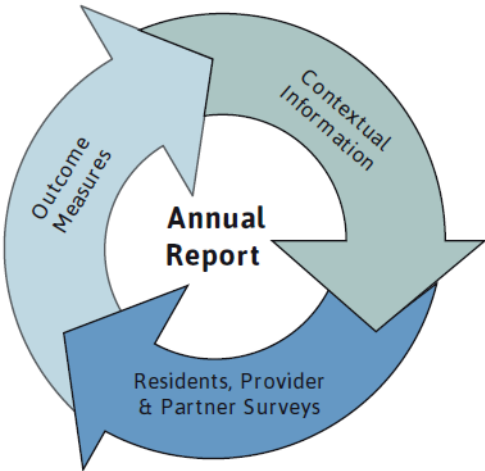 Contextual
Information
Outcome
Measures
Annual
Report
Residents, Provider
& Partner Surveys